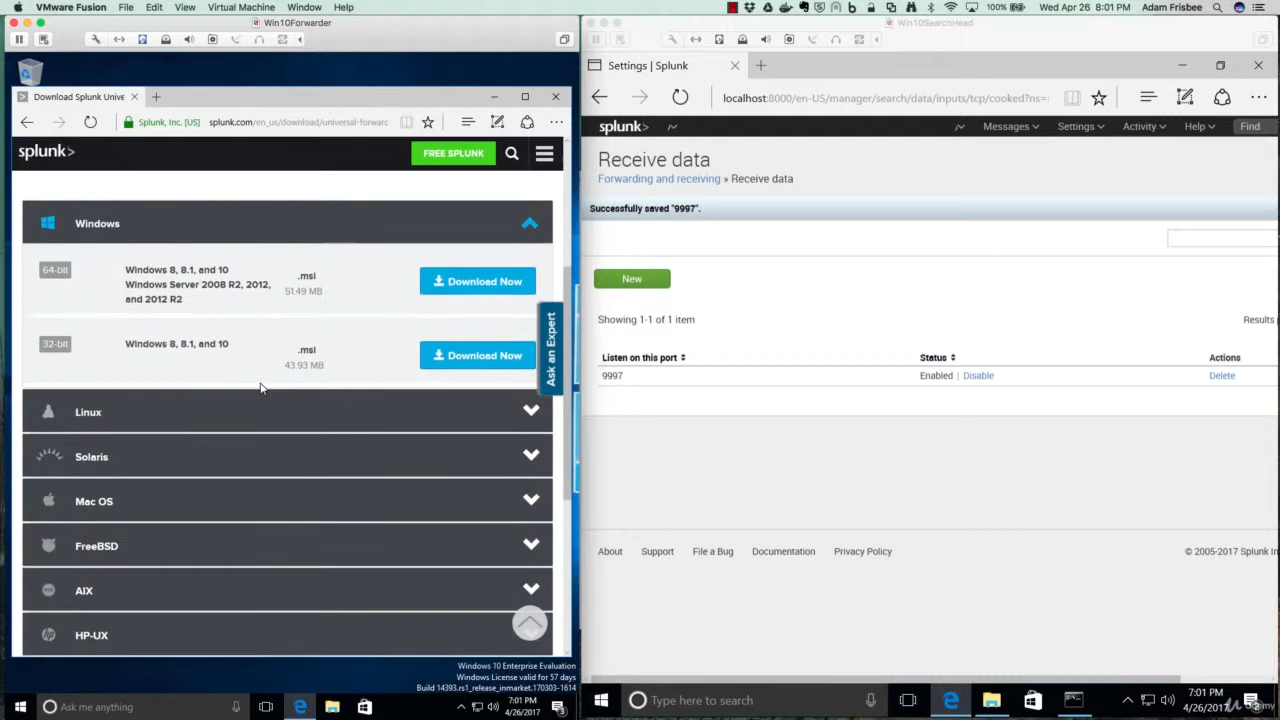 VMware Fusion File Edit View Virtual Machine Window Help
100% Wed Apr 26 8:01 PM Adam Frisbee
Win10Forwarder
Download Splunk Unive
Splunk, Inc. [US] splunk.com/en_us/download/universal-forwarc
splunk>
FREE SPLUNK
Windows
64-bit
Windows 8, 8.1, and 10
Windows Server 2008 R2, 2012,
and 2012 R2
.msi
51.49 MB
Download Now
32-bit
Windows 8, 8.1, and 10
.msi
43.93 MB
Download Now
Ask an Expert
Linux
Solaris
Mac OS
FreeBSD
AIX
HP-UX
Windows 10 Enterprise Evaluation
Windows License valid for 57 days
Build 14393.rs1_release_inmarket.170303-1614
Ask me anything
7:01 PM
4/26/2017
3
Win10SearchHead
Settings | Splunk
localhost:8000/en-US/manager/search/data/inputs/tcp/cooked?ns=
splunk>
Messages Settings Activity Help Find
Receive data
Forwarding and receiving » Receive data
Successfully saved "9997".
New
Showing 1-1 of 1 item
Results
Listen on this port Status Actions
9997 Enabled | Disable Delete
About Support File a Bug Documentation Privacy Policy
© 2005-2017 Splunk In
Type here to search
7:01 PM
4/26/2017
2